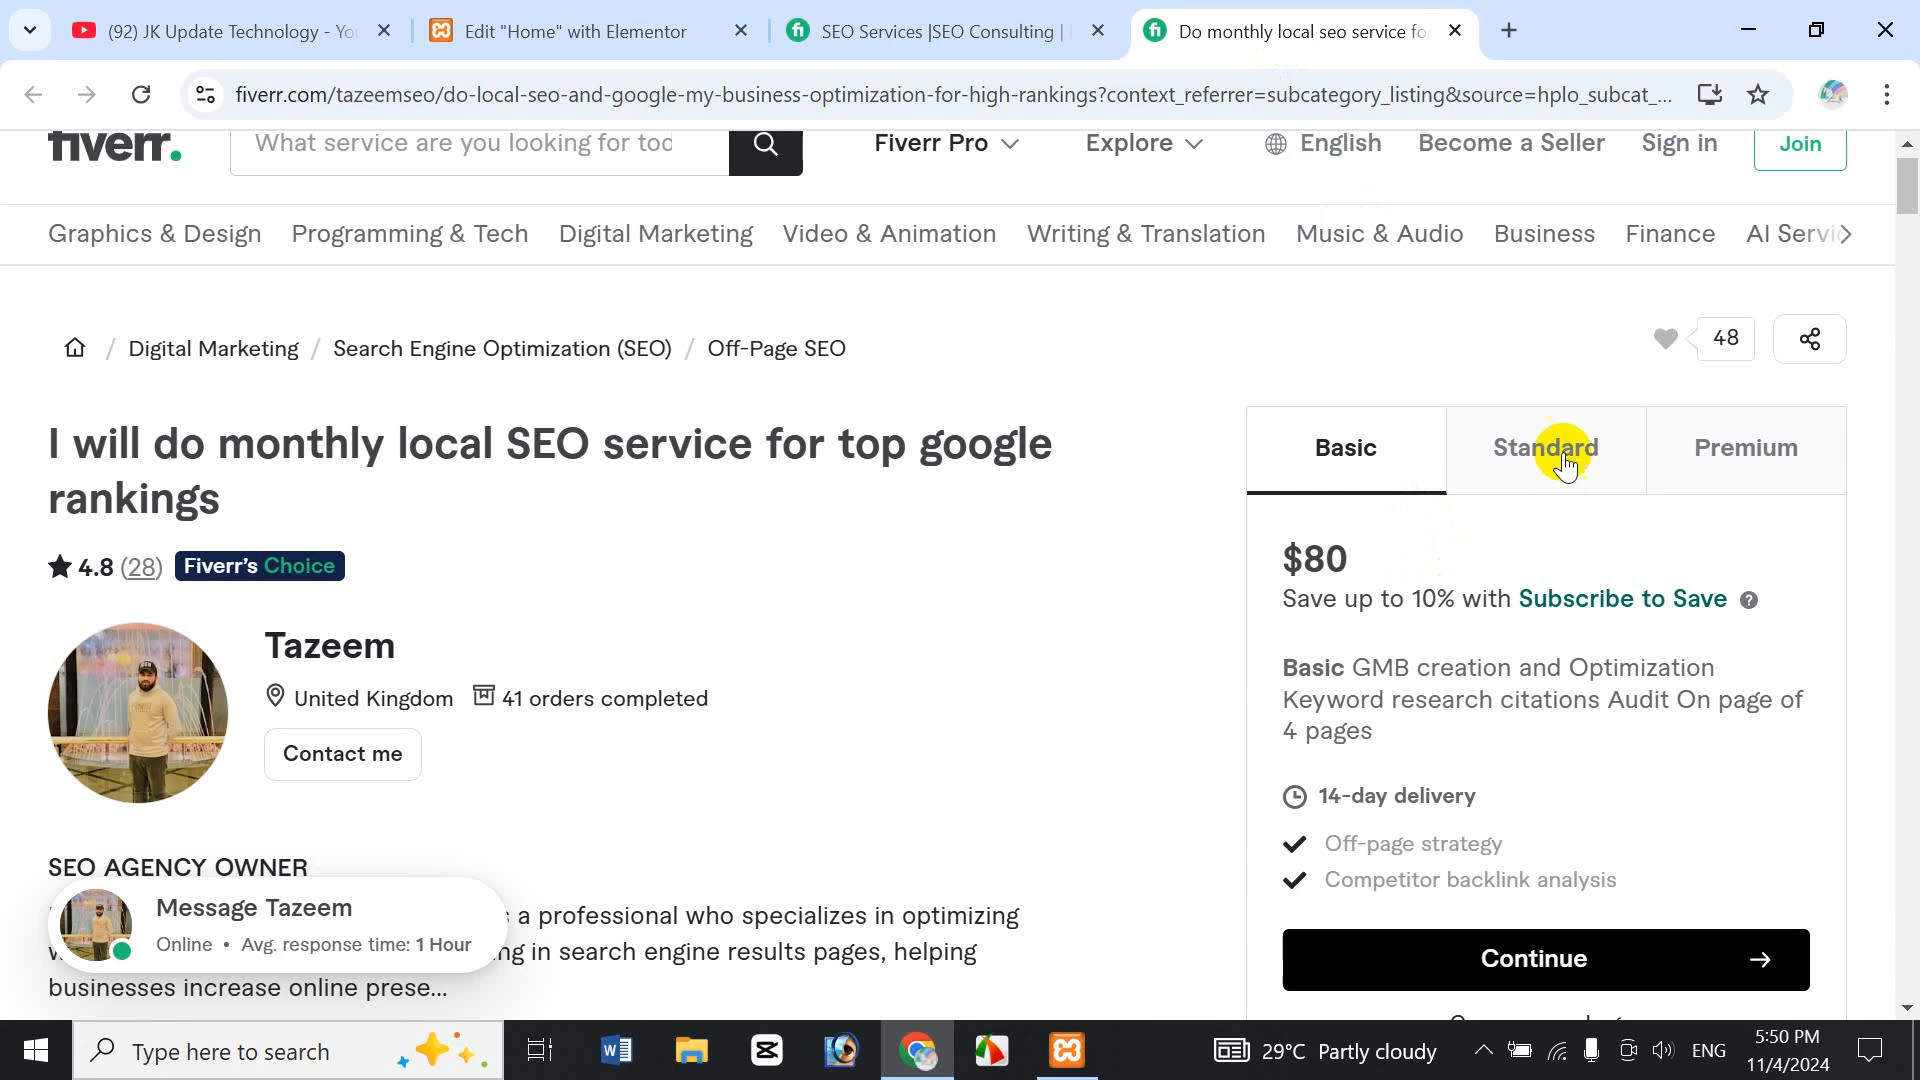 (92) JK Update Technology - Yo
Edit "Home" with Elementor
SEO Services |SEO Consulting |
Do monthly local seo service fo
fiverr.com/tazeemseo/do-local-seo-and-google-my-business-optimization-for-high-rankings?context_referrer=subcategory_listing&source=hplo_subcat_...
fiverr.
What service are you looking for toc
Fiverr Pro
Explore
English
Become a Seller
Sign in
Join
Graphics & Design
Programming & Tech
Digital Marketing
Video & Animation
Writing & Translation
Music & Audio
Business
Finance
AI Servic
/ Digital Marketing / Search Engine Optimization (SEO) / Off-Page SEO
48
I will do monthly local SEO service for top google
rankings
4.8 (28) Fiverr's Choice
Tazeem
United Kingdom 41 orders completed
Contact me
SEO AGENCY OWNER
a professional who specializes in optimizing
ng in search engine results pages, helping
businesses increase online prese...
Message Tazeem
Online • Avg. response time: 1 Hour
Basic
Standard
Premium
$80
Save up to 10% with Subscribe to Save ?
Basic GMB creation and Optimization
Keyword research citations Audit On page of
4 pages
14-day delivery
Off-page strategy
Competitor backlink analysis
Continue
Type here to search
29°C Partly cloudy
ENG
5:50 PM
11/4/2024